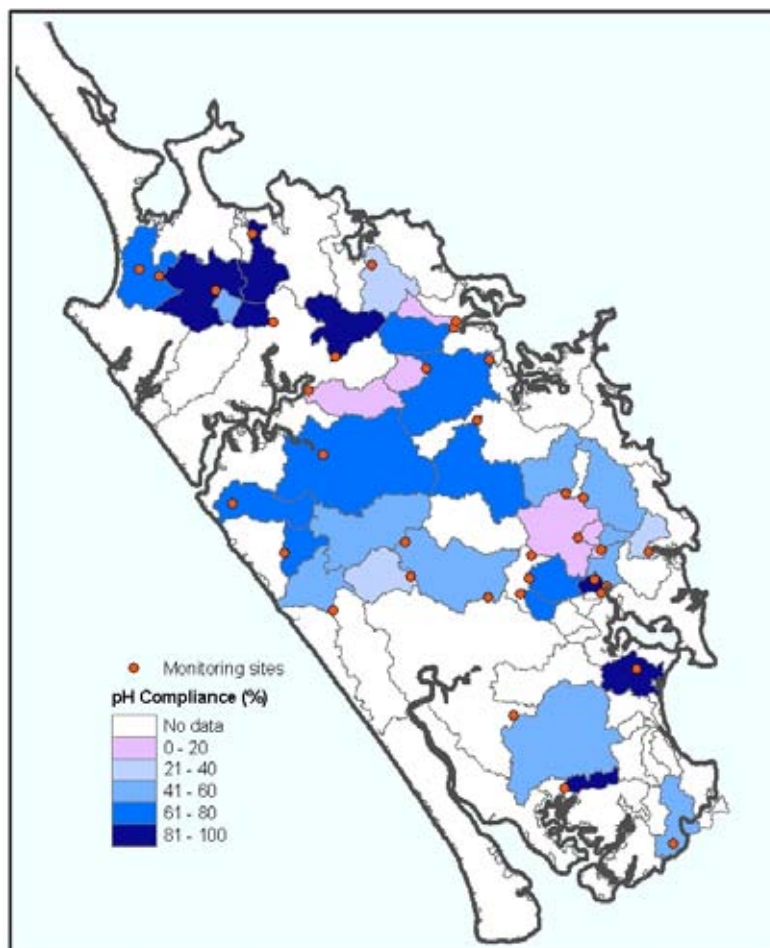 Monitoring sites
pH Compliance (%)
No data
0 - 20
21 - 40
41 - 60
61 - 80
81 - 100